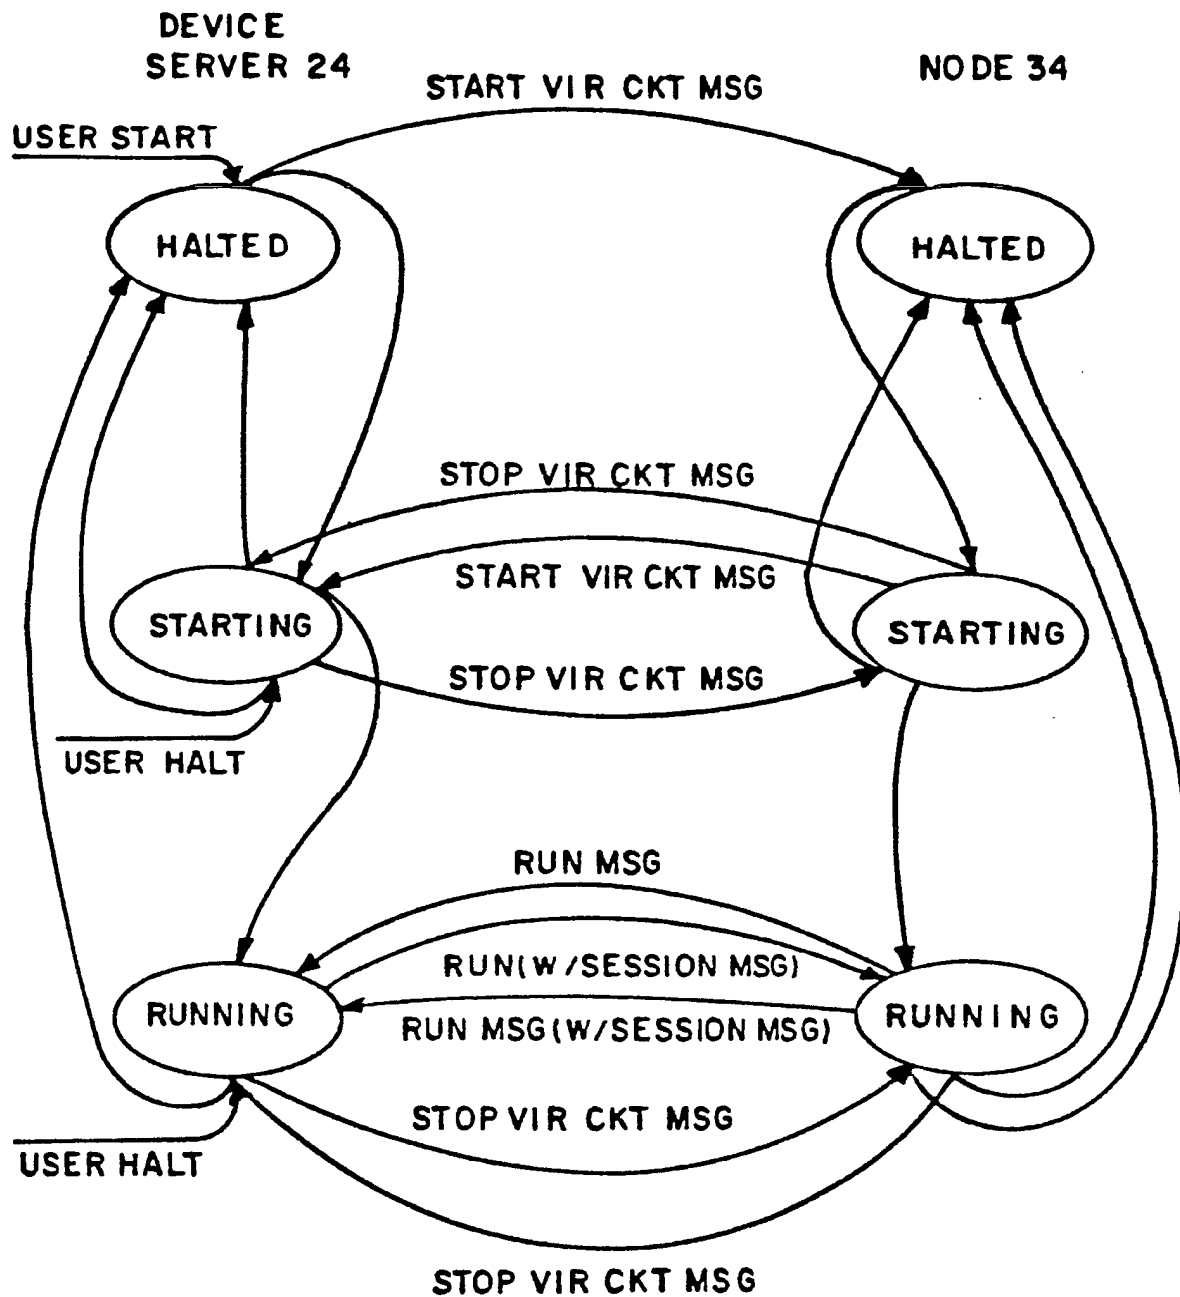 DEVICE
SERVER 24
NODE 34
START VIR CKT MSG
USER START
HALTED
HALTED
STOP VIR CKT MSG
START VIR CKT MSG
STARTING
STARTING
STOP VIR CKT MSG
USER HALT
RUN MSG
RUN(W/SESSION MSG)
RUNNING
RUNNING
RUN MSG(W/SESSION MSG)
STOP VIR CKT MSG
USER HALT
STOP VIR CKT MSG